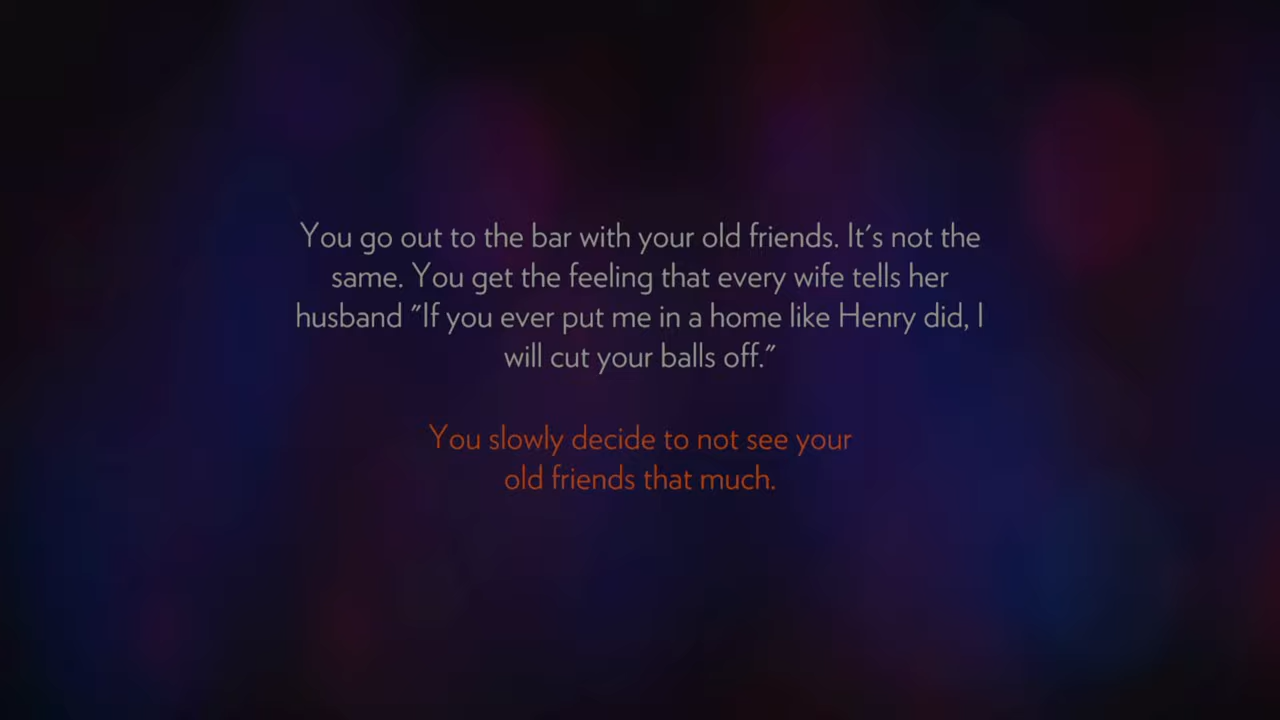 You go out to the bar with your old friends. It's not the
same. You get the feeling that every wife tells her
husband "If you ever put me in a home like Henry did, I
will cut your balls off."
You slowly decide to not see your
old friends that much.